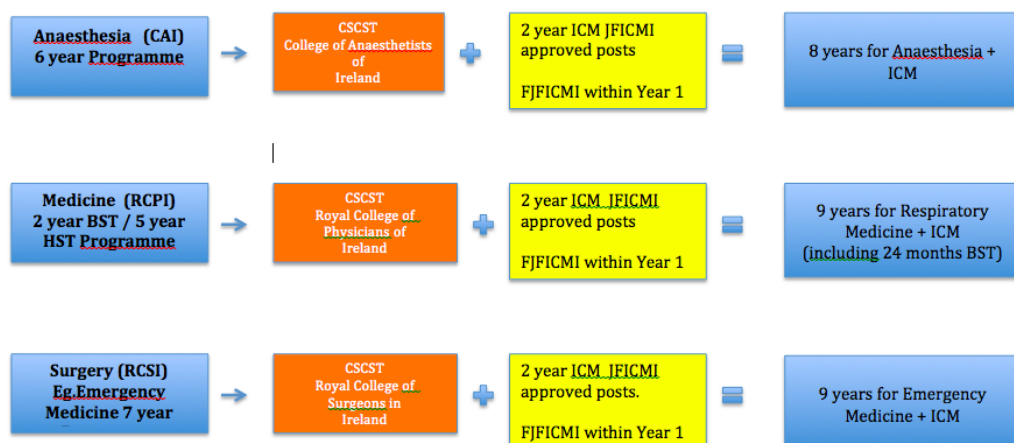 Anaesthesia (CAI)
6 year Programme
CSCST
College of Anaesthetists
of
Ireland
2 year ICM JFICMI
approved posts
FJFICMI within Year 1
8 years for Anaesthesia +
ICM
Medicine (RCPI)
2 year BST / 5 year
HST Programme
CSCST
Royal College of
Physicians of
Ireland
2 year ICM JFICMI
approved posts
FJFICMI within Year 1
9 years for Respiratory
Medicine + ICM
(including 24 months BST)
Surgery (RCSI)
Eg.Emergency
Medicine 7 year
CSCST
Royal College of
Surgeons in
Ireland
2 year ICM JFICMI
approved posts.
FJFICMI within Year 1
9 years for Emergency
Medicine + ICM